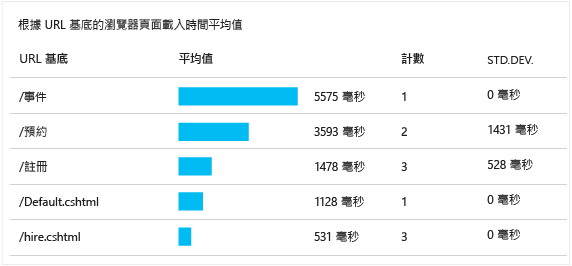 根據 URL 基底的瀏覽器頁面載入時間平均值
URL 基底 平均值 計數 STD.DEV.
/事件 5575 毫秒 1 0 毫秒
/預約 3593 毫秒 2 1431 毫秒
/註冊 1478 毫秒 3 528 毫秒
/Default.cshtml 1128 毫秒 1 0 毫秒
/hire.cshtml 531 毫秒 3 0 毫秒